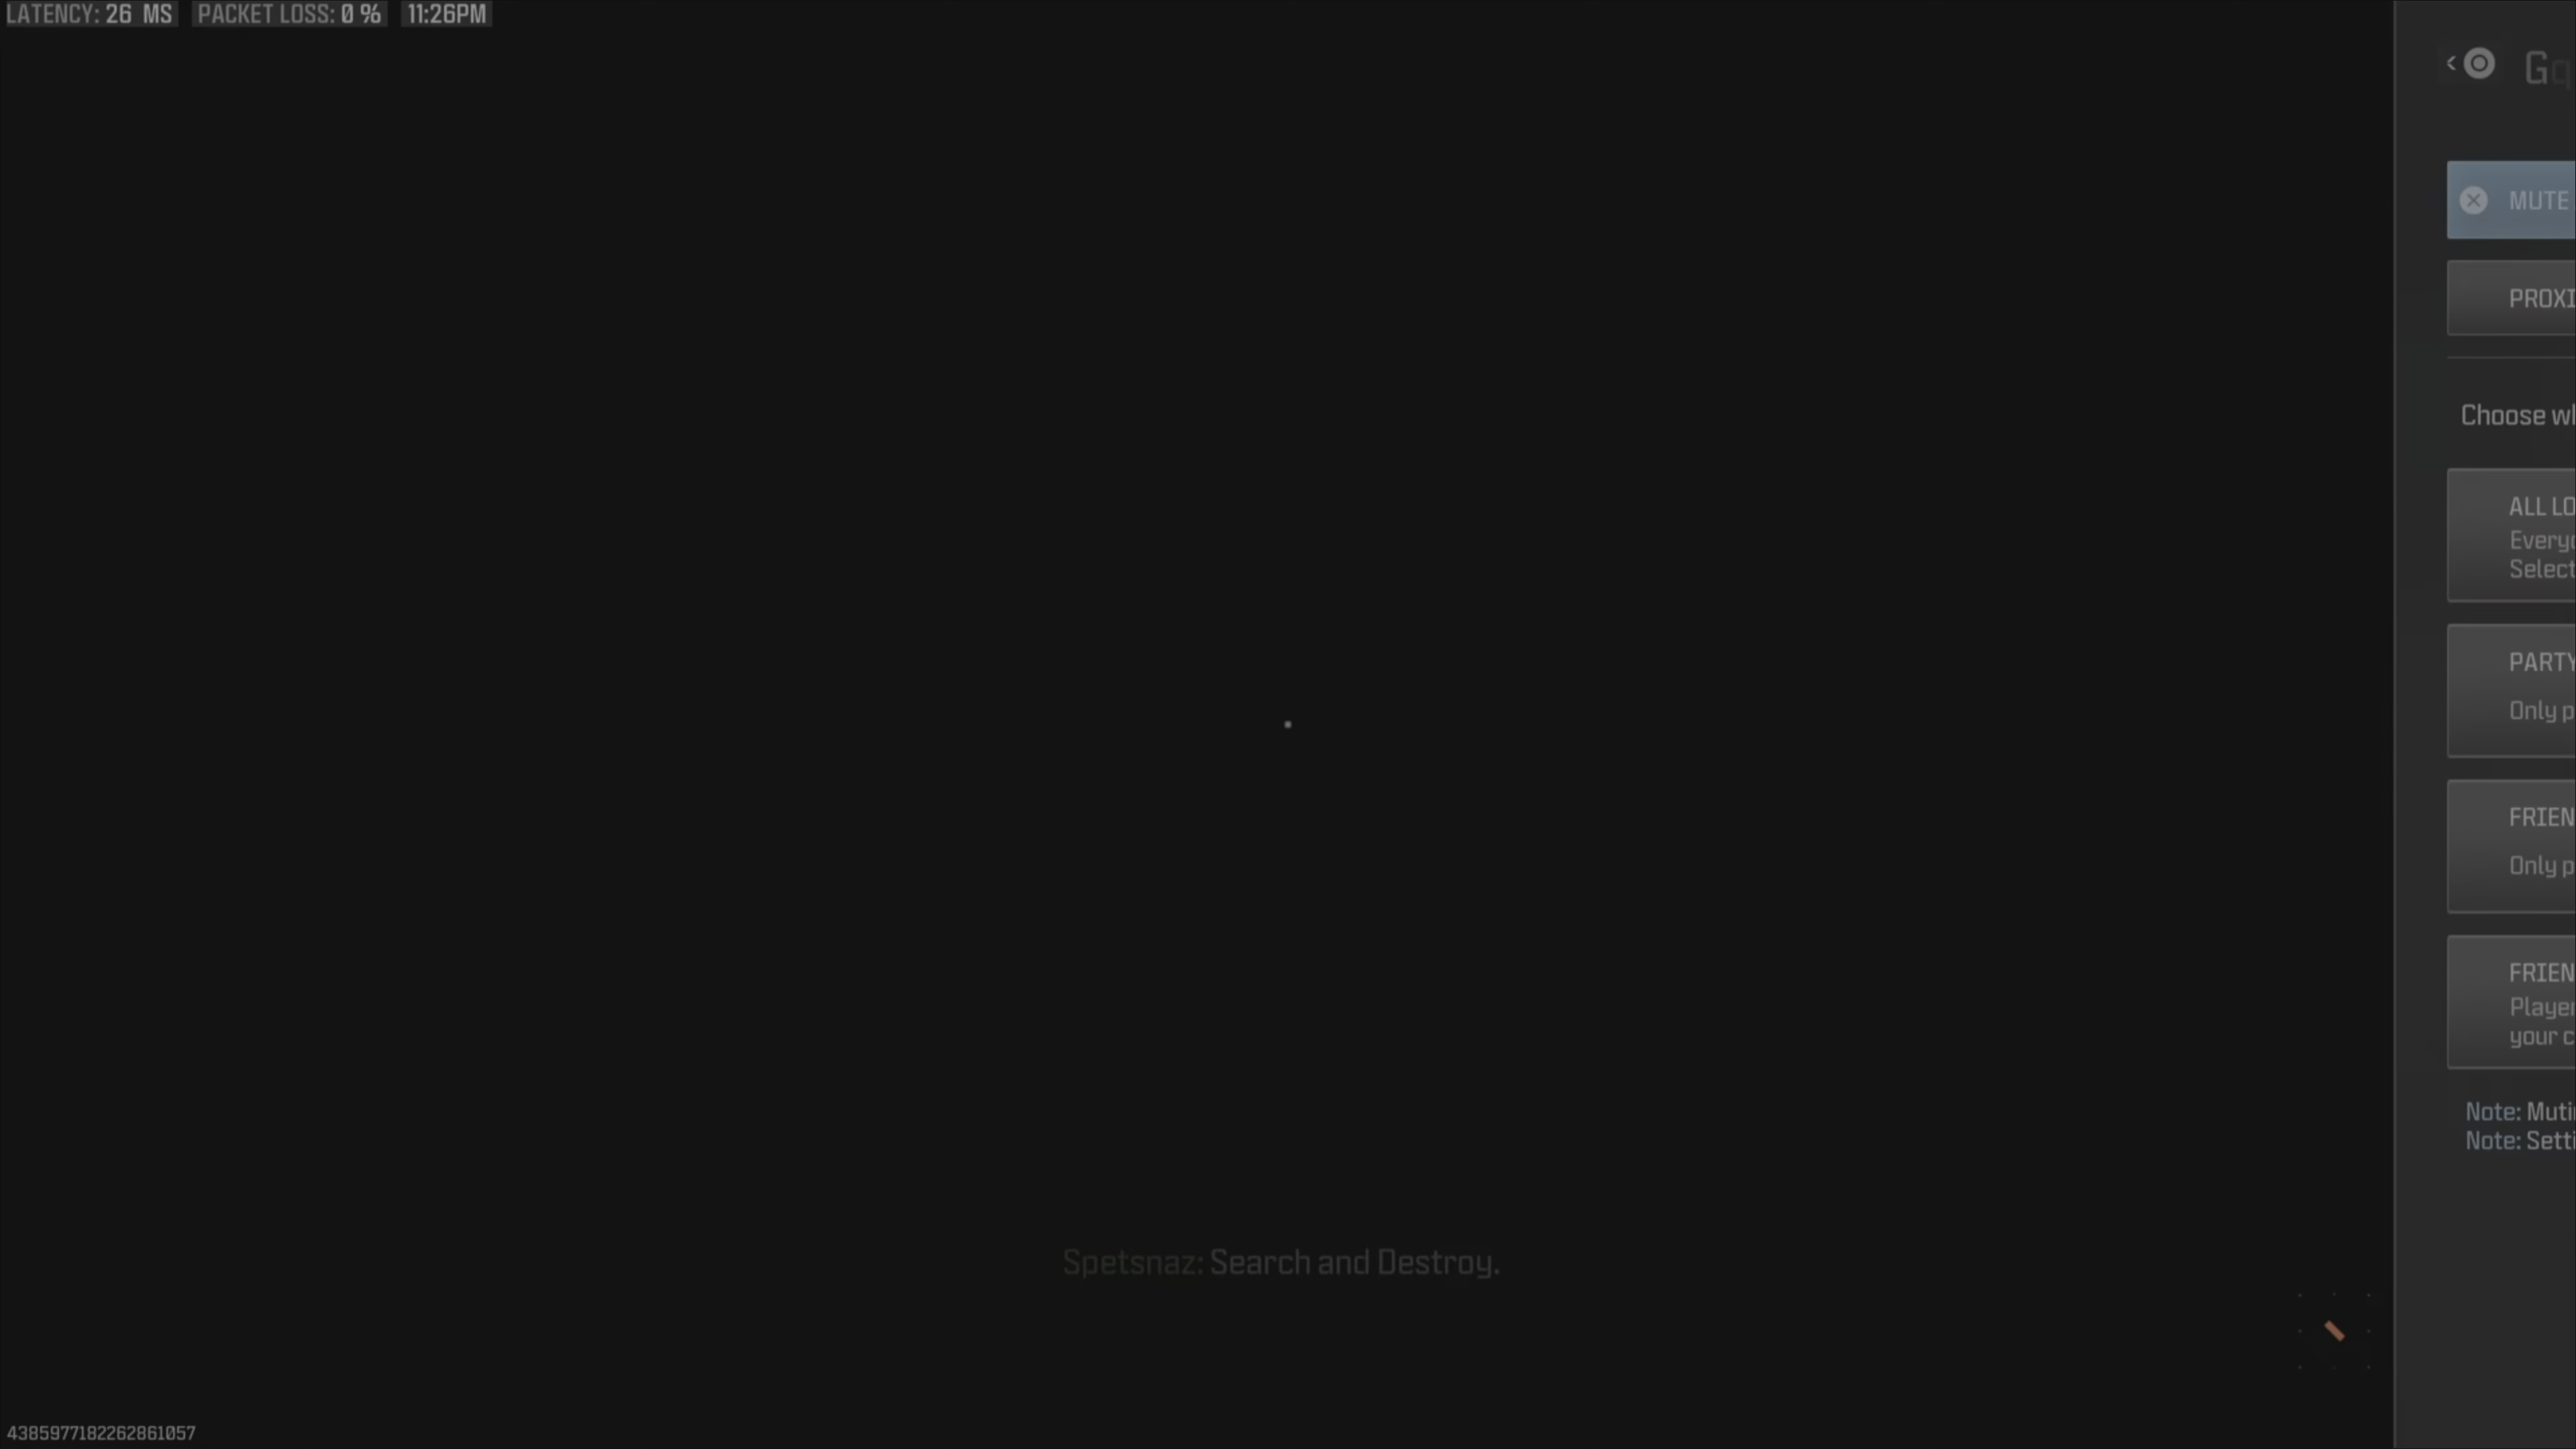 LATENCY: 26 MS PACKET LOSS: 0 % 11:26PM
G
MUTE
PROXI
Choose wh
ALL LO
Everyo
Select
PARTY
Only p
FRIEN
Only p
FRIEN
Player
your c
Note: Muti
Note: Setti
Spetsnaz: Search and Destroy.
4385977182262861057